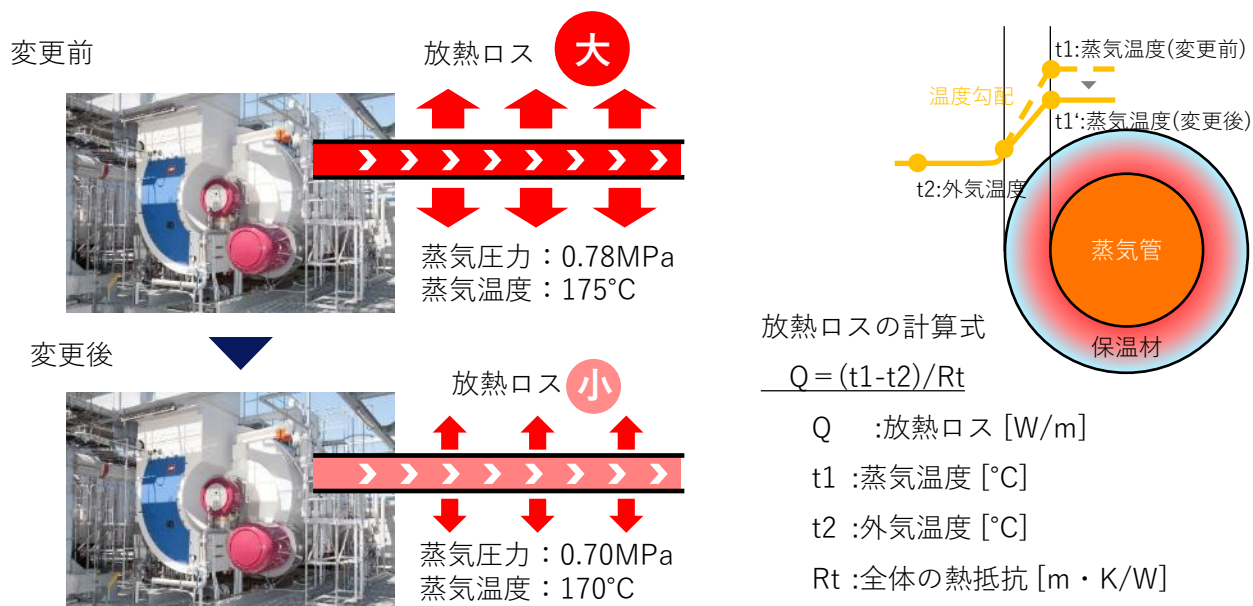 変更前
放熱ロス 大
蒸気圧力：0.78MPa
蒸気温度：175°C
変更後
放熱ロス 小
蒸気圧力：0.70MPa
蒸気温度：170°C
t1:蒸気温度(変更前)
温度勾配
t1‘:蒸気温度(変更後)
t2:外気温度
蒸気管
保温材
放熱ロスの計算式
Q＝(t1-t2)/Rt
Q :放熱ロス [W/m]
t1 :蒸気温度 [°C]
t2 :外気温度 [°C]
Rt :全体の熱抵抗 [m・K/W]